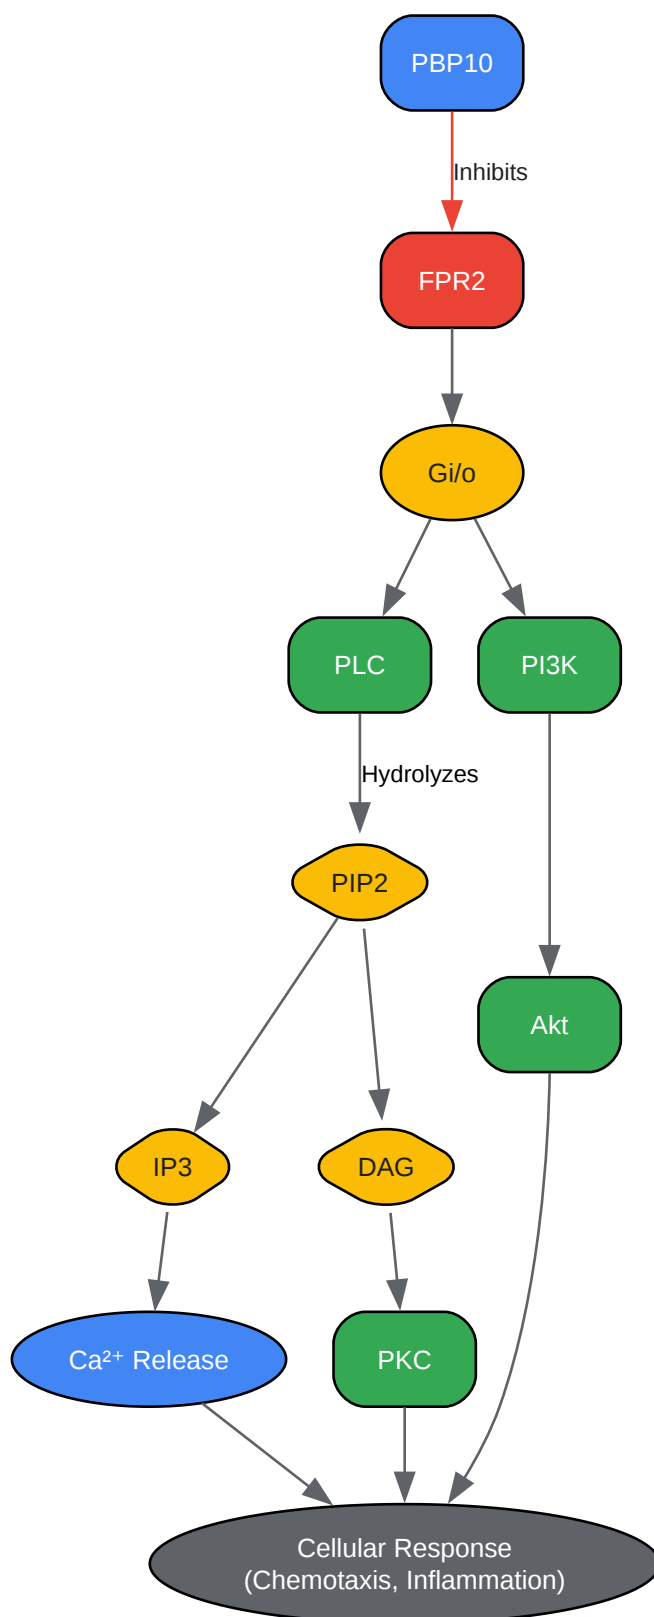 PBP10
Inhibits
FPR2
Gi/o
PLC
PI3K
Hydrolyzes
PIP2
Akt
IP3
DAG
Ca²⁺ Release
PKC
Cellular Response
(Chemotaxis, Inflammation)